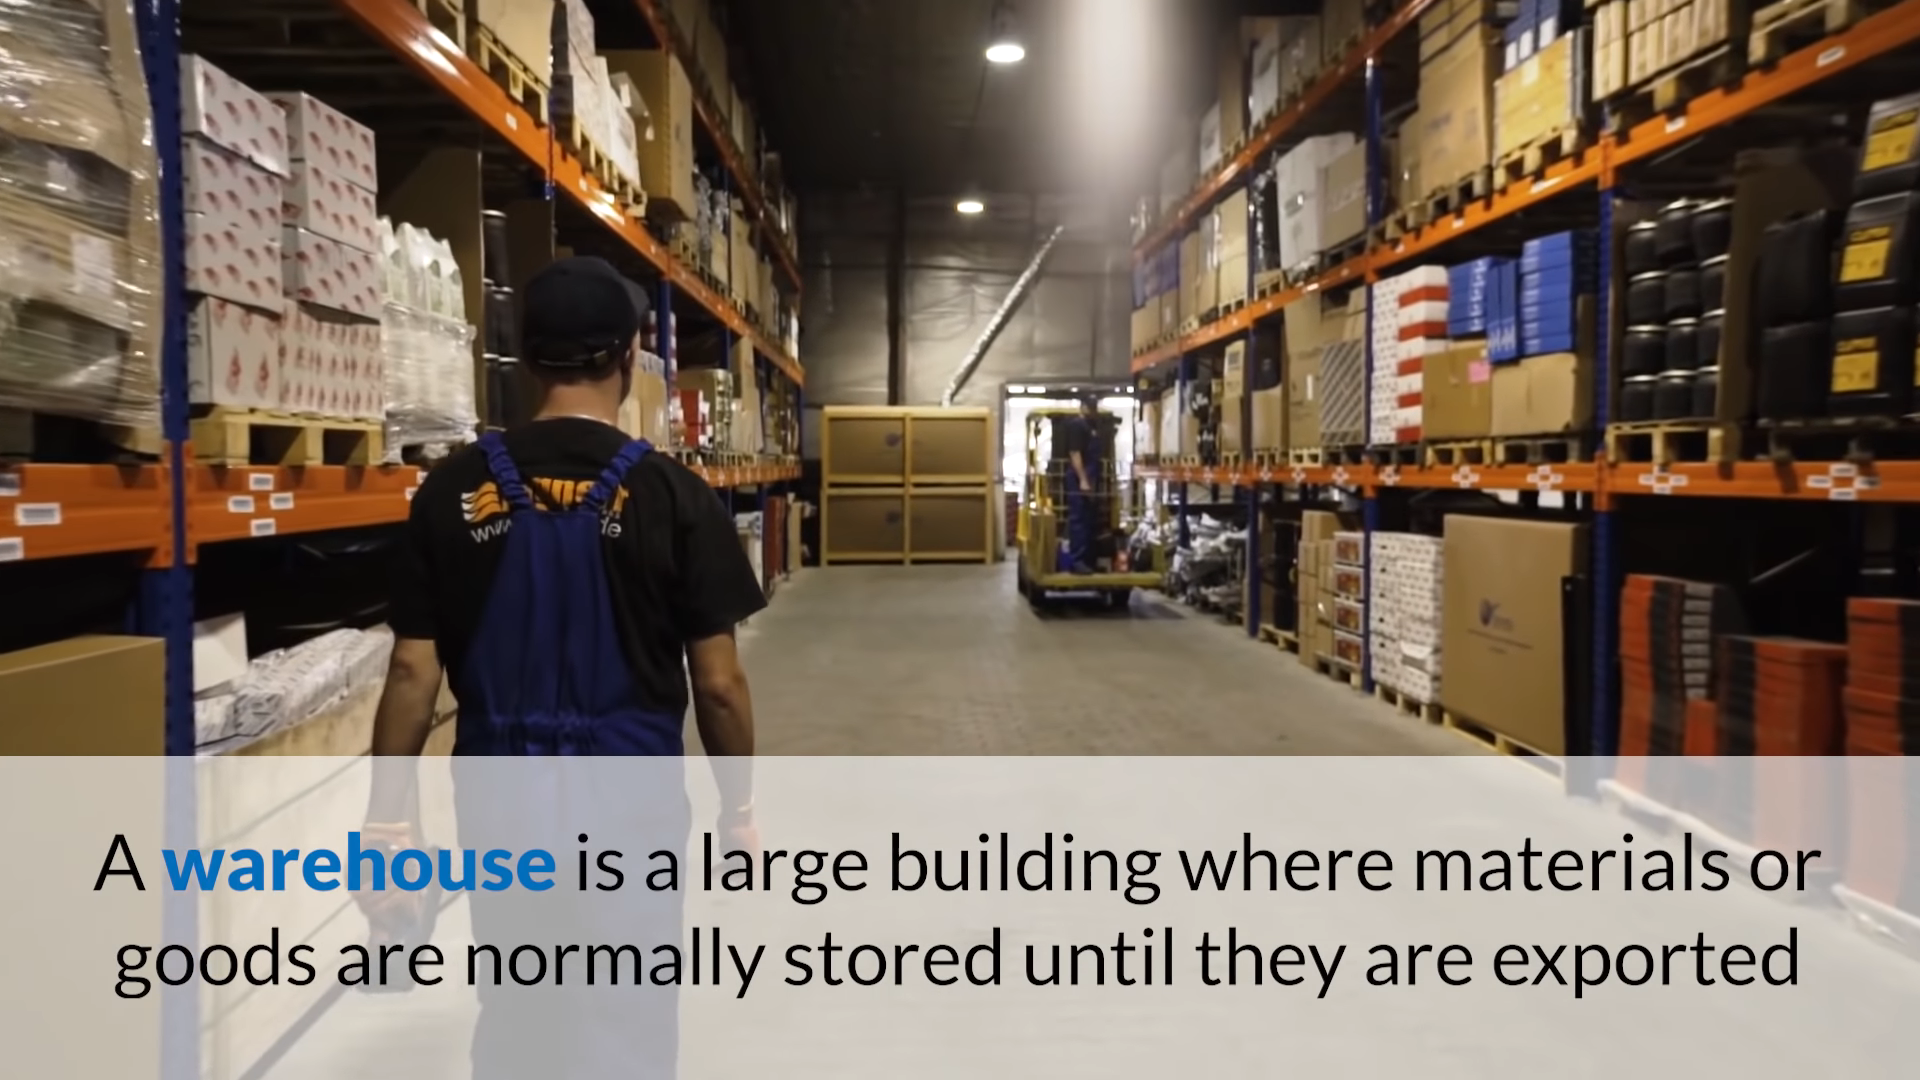 A warehouse is a large building where materials or
goods are normally stored until they are exported